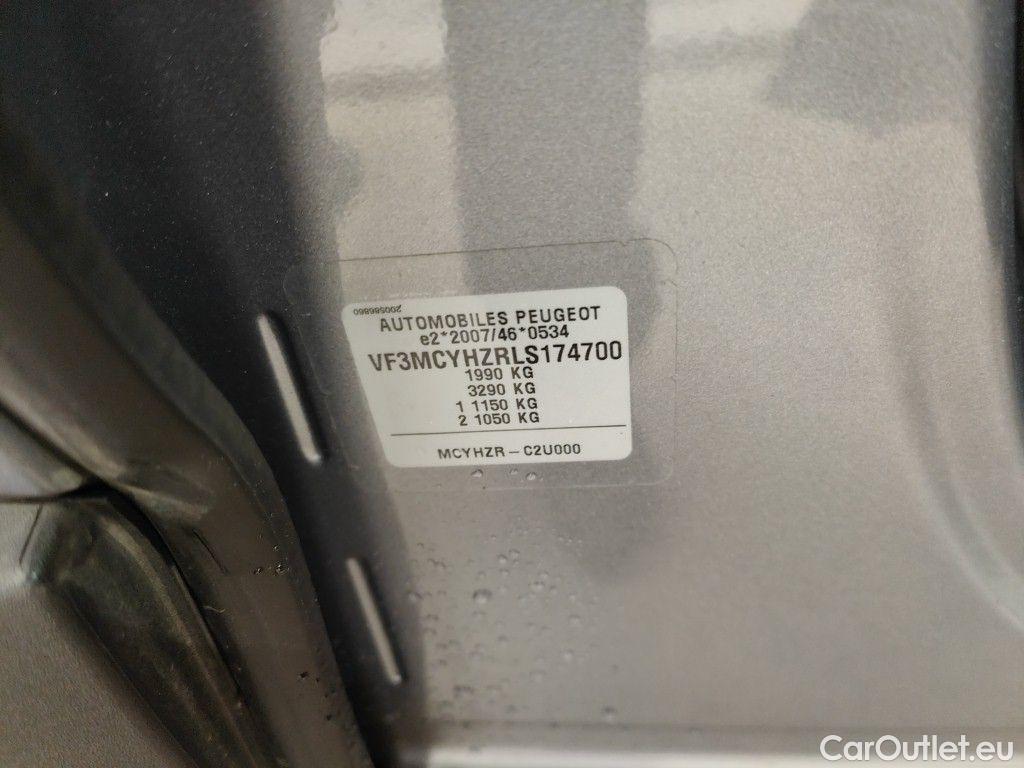 200586860
AUTOMOBILES PEUGEOT
e2*2007/46*0534
VF3MCYHZRLS174700
1990 KG
3290 KG
1 1150 KG
2 1050 KG
MCYHZR – C2U000
CarOutlet.eu